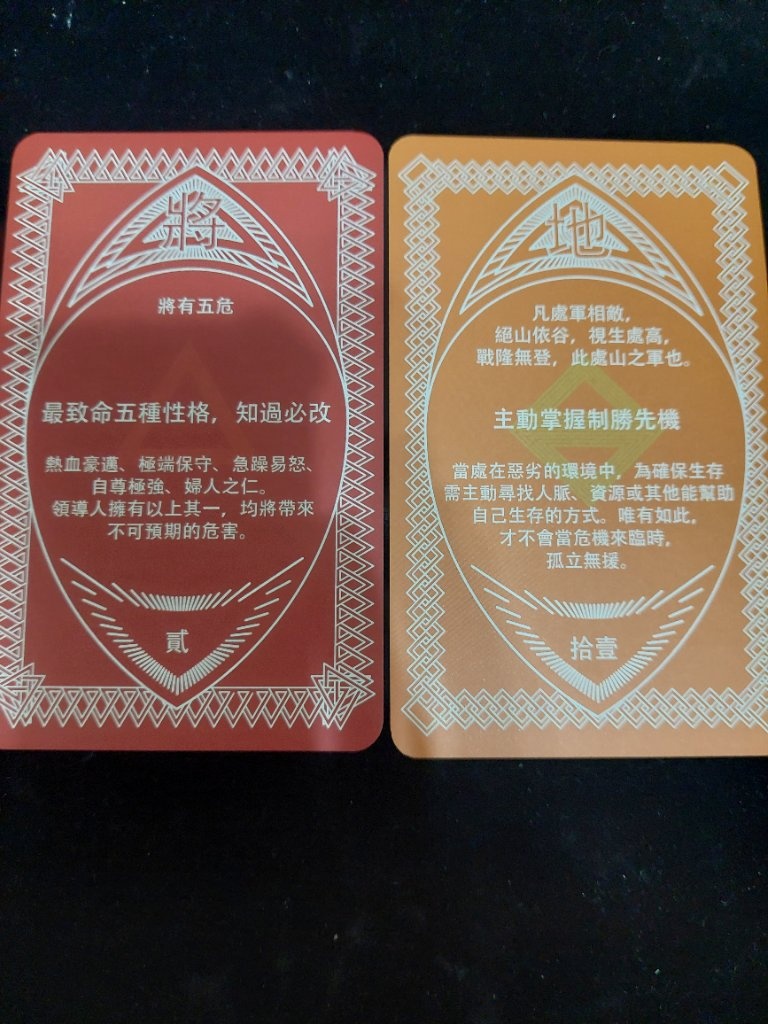 將
將有五危
最致命五種性格，知過必改
熱血豪邁、極端保守、急躁易怒、
自尊極強、婦人之仁。
領導人擁有以上其一，均將帶來
不可預期的危害。
貳
地
凡處軍相敵，
絕山依谷，視生處高，
戰隆無登，此處山之軍也。
主動掌握制勝先機
當處在惡劣的環境中，為確保生存
需主動尋找人脈、資源或其他能幫助
自己生存的方式。唯有如此，
才不會當危機來臨時，
孤立無援。
拾壹